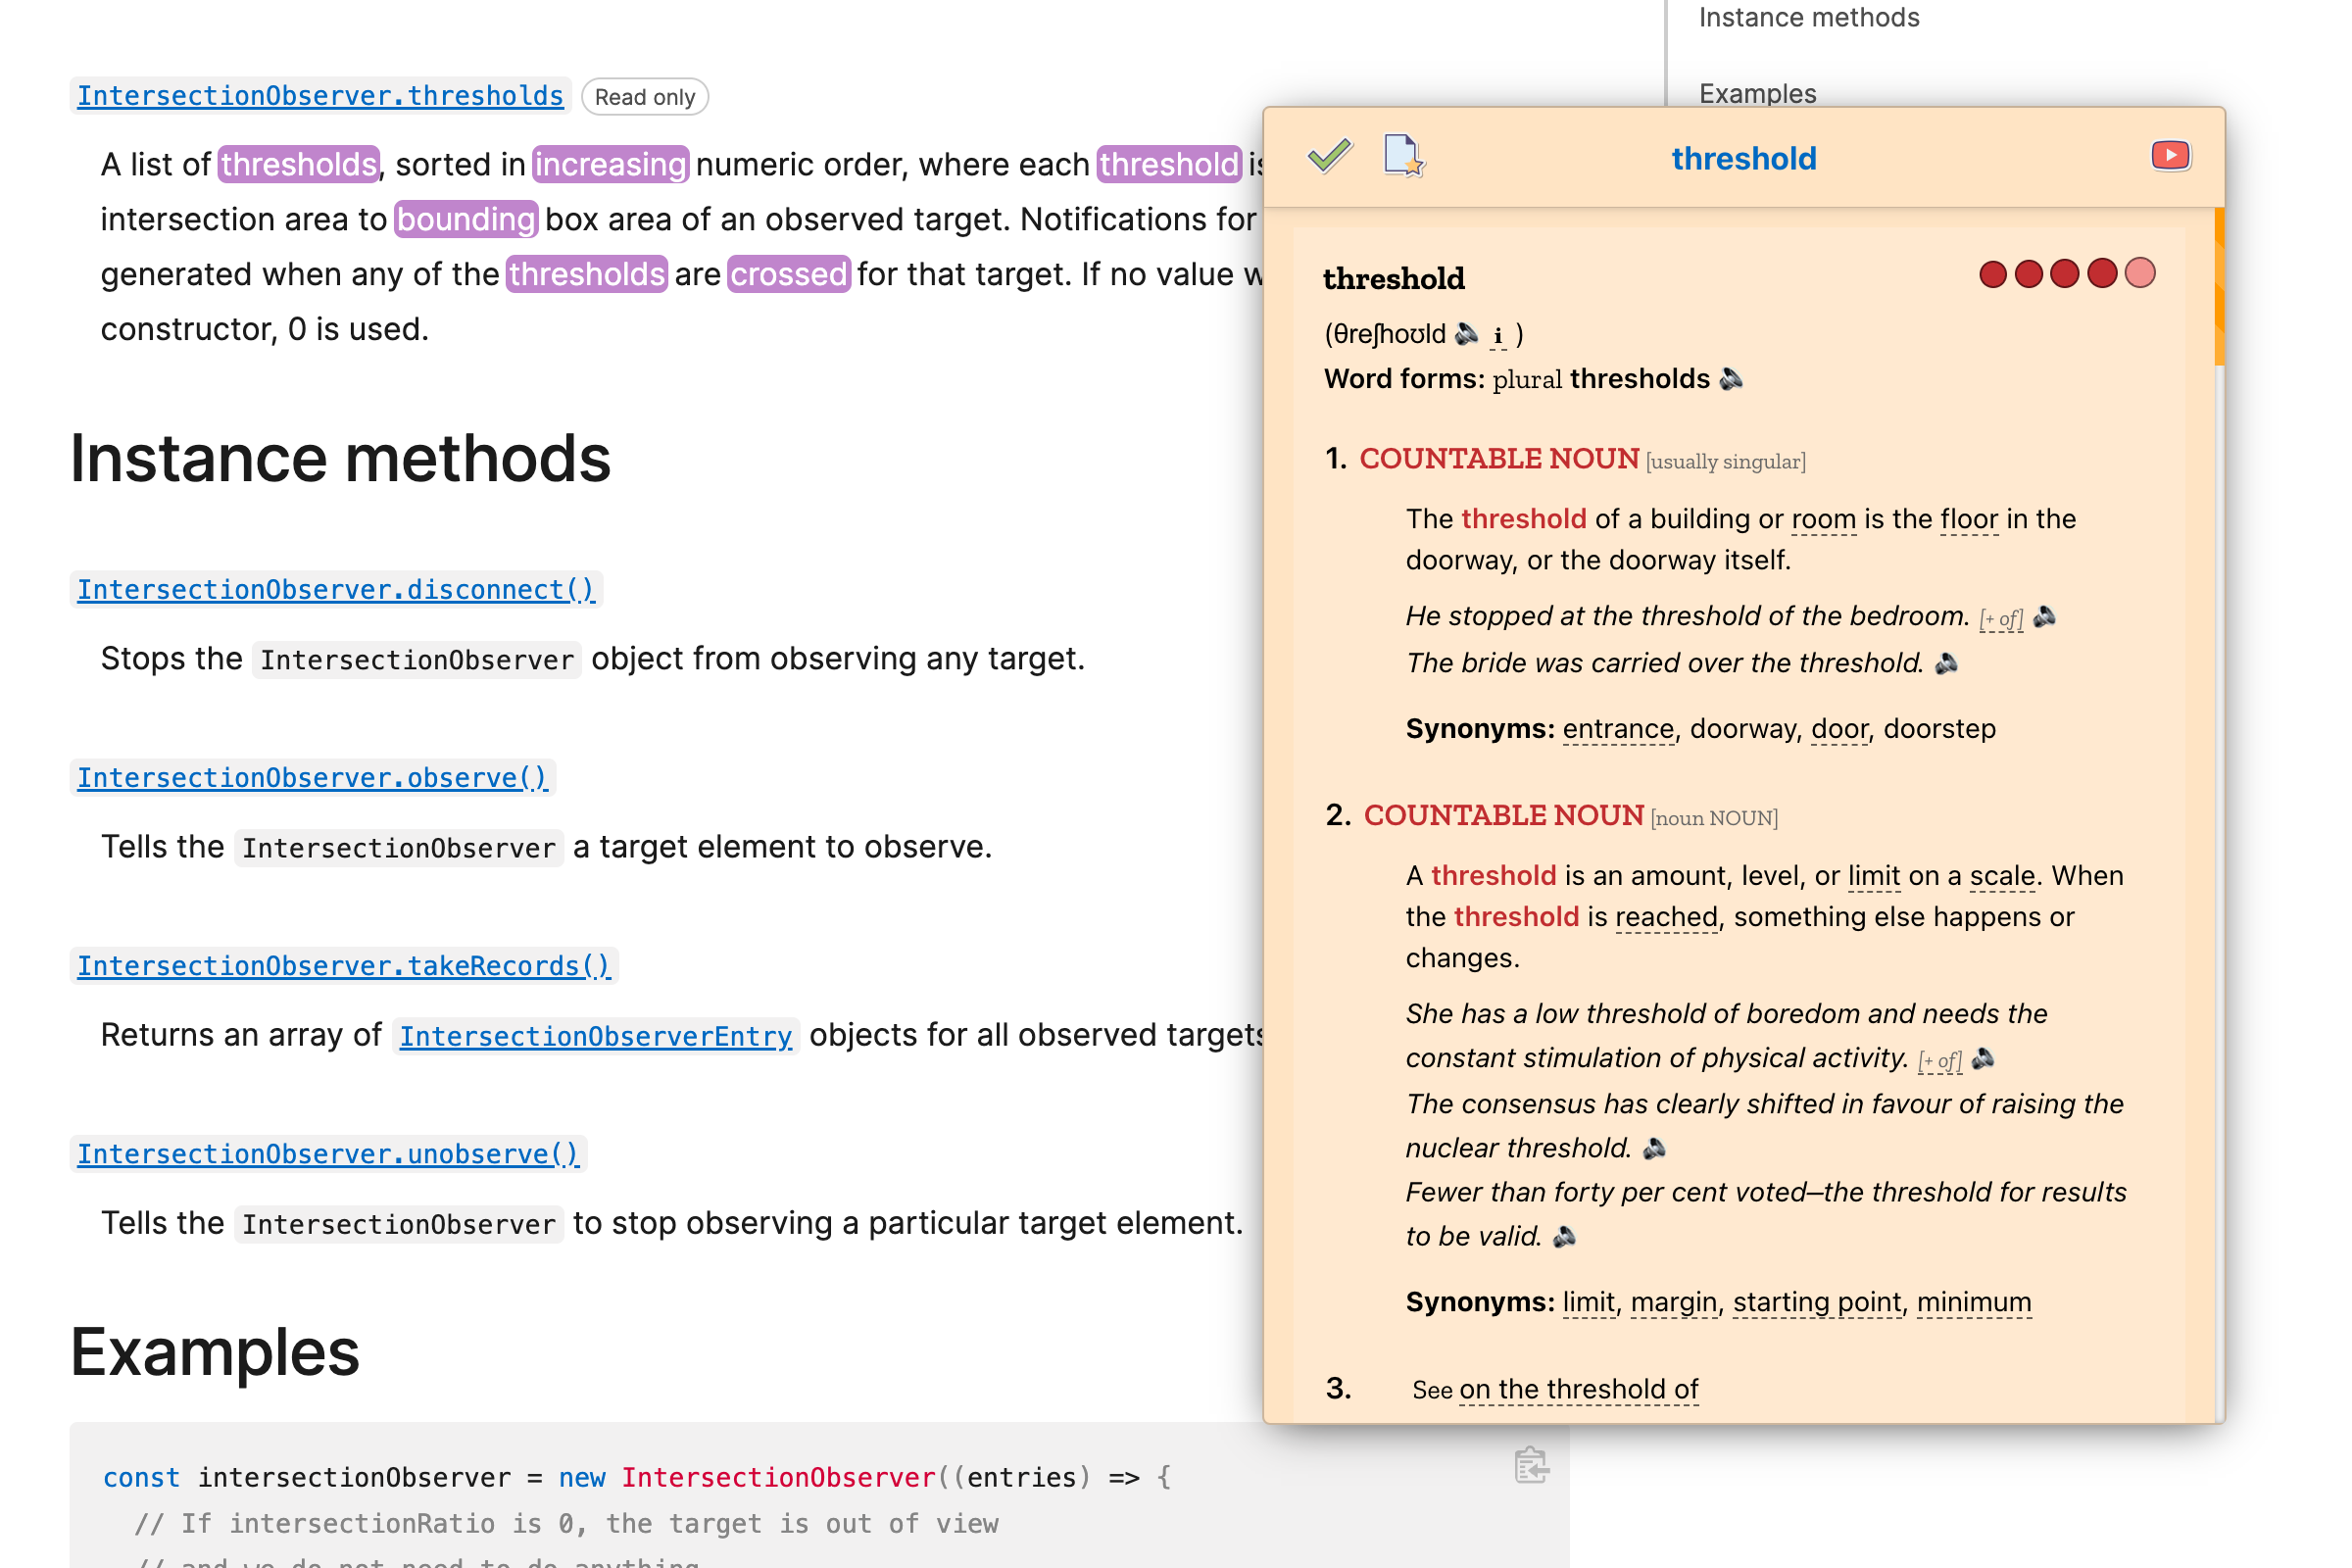 Instance methods
Examples
IntersectionObserver.thresholds Read only
A list of thresholds, sorted in increasing numeric order, where each threshold
intersection area to bounding box area of an observed target. Notifications for
generated when any of the thresholds are crossed for that target. If no value
constructor, 0 is used.
Instance methods
IntersectionObserver.disconnect()
Stops the IntersectionObserver object from observing any target.
IntersectionObserver.observe()
Tells the IntersectionObserver a target element to observe.
IntersectionObserver.takeRecords()
Returns an array of IntersectionObserverEntry objects for all observed targets
IntersectionObserver.unobserve()
Tells the IntersectionObserver to stop observing a particular target element.
Examples
const intersectionObserver = new IntersectionObserver((entries) => {
// If intersectionRatio is 0, the target is out of view
// and we do not need to do anything
threshold
threshold
(θreʃhoʊld i )
Word forms: plural thresholds
1. COUNTABLE NOUN [usually singular]
The threshold of a building or room is the floor in the
doorway, or the doorway itself.
He stopped at the threshold of the bedroom. [+ of]
The bride was carried over the threshold.
Synonyms: entrance, doorway, door, doorstep
2. COUNTABLE NOUN [noun NOUN]
A threshold is an amount, level, or limit on a scale. When
the threshold is reached, something else happens or
changes.
She has a low threshold of boredom and needs the
constant stimulation of physical activity. [+ of]
The consensus has clearly shifted in favour of raising the
nuclear threshold.
Fewer than forty per cent voted—the threshold for results
to be valid.
Synonyms: limit, margin, starting point, minimum
3. See on the threshold of